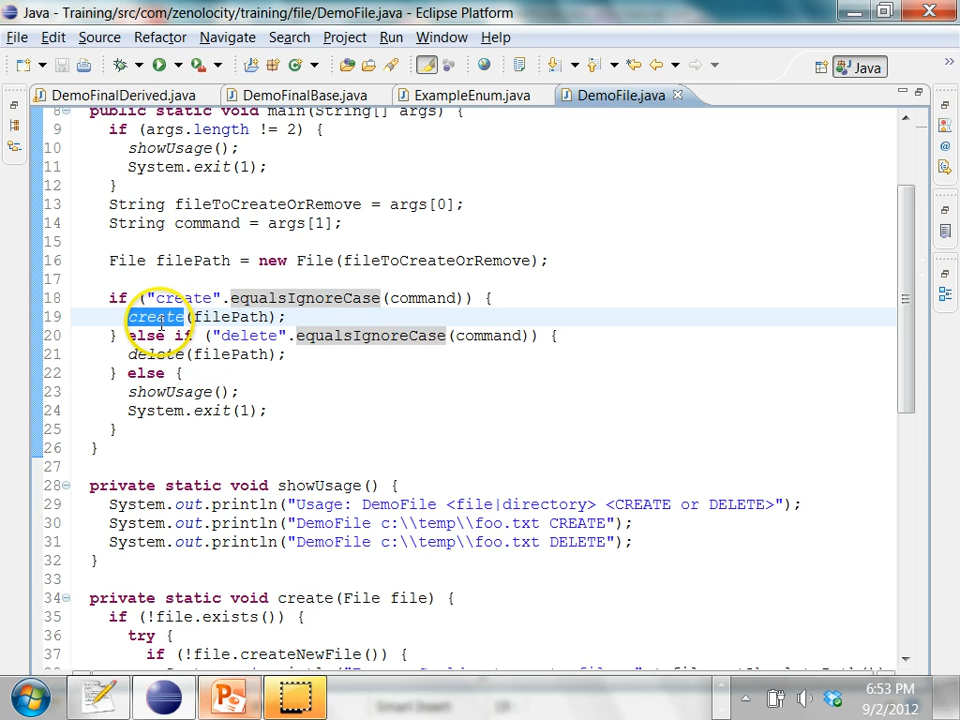 Java - Training/src/com/zenolocity/training/file/DemoFile.java - Eclipse Platform
File Edit Source Refactor Navigate Search Project Run Window Help
Java
DemoFinalDerived.java DemoFinalBase.java ExampleEnum.java DemoFile.java
8 public static void main(String[] args) {
9 if (args.length != 2) {
10 showUsage();
11 System.exit(1);
12 }
13 String fileToCreateOrRemove = args[0];
14 String command = args[1];
15
16 File filePath = new File(fileToCreateOrRemove);
17
18 if ("create".equalsIgnoreCase(command)) {
19 create(filePath);
20 } else if ("delete".equalsIgnoreCase(command)) {
21 delete(filePath);
22 } else {
23 showUsage();
24 System.exit(1);
25 }
26 }
27
28 private static void showUsage() {
29 System.out.println("Usage: DemoFile <file|directory> <CREATE or DELETE>");
30 System.out.println("DemoFile c:\\temp\\foo.txt CREATE");
31 System.out.println("DemoFile c:\\temp\\foo.txt DELETE");
32 }
33
34 private static void create(File file) {
35 if (!file.exists()) {
36 try {
37 if (!file.createNewFile()) {
Smart Insert
6:53 PM
9/2/2012